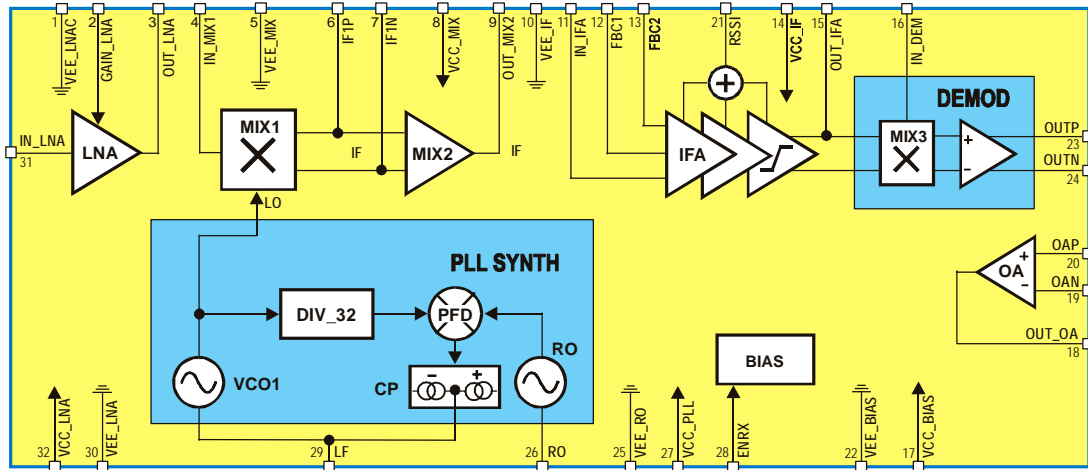 1 2 3 4 5 6 7 8 9 10 11 12 13 21 14 15 16
VEE_LNAC
GAIN_LNA
OUT_LNA
IN_MIX1
VEE_MIX
IF1P
IF1N
VCC_MIX
OUT_MIX2
VEE_IF
IN_IFA
FBC1
FBC2
RSSI
VCC_IF
OUT_IFA
IN_DEM
IN_LNA
31
LNA
MIX1
IF
MIX2
IF
LO
+
IFA
DEMOD
MIX3
+
−
OUTP
23
OUTN
24
PLL SYNTH
DIV_32
PFD
VCO1
CP
− +
RO
OAP
20
OAN
19
OA
+
−
OUT_OA
18
BIAS
32
VCC_LNA
30
VEE_LNA
29
LF
26
RO
25
VEE_RO
27
VCC_PLL
28
ENRX
22
VEE_BIAS
17
VCC_BIAS